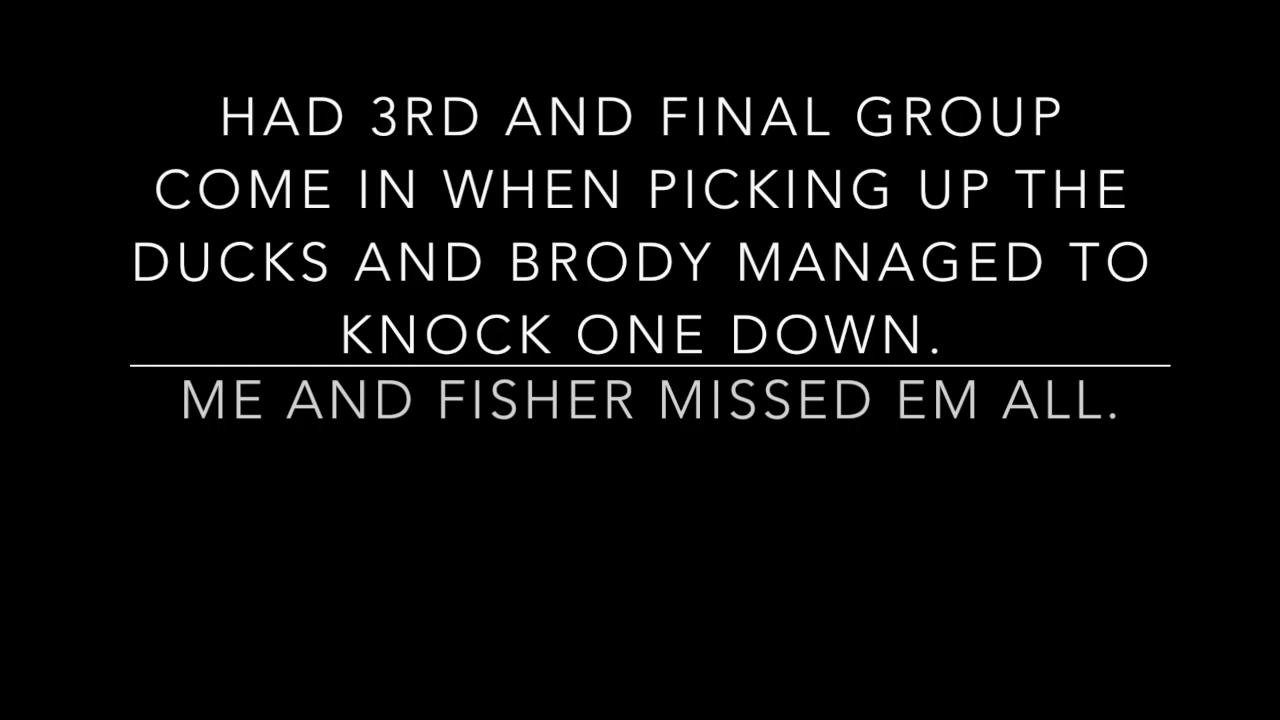 HAD 3RD AND FINAL GROUP
COME IN WHEN PICKING UP THE
DUCKS AND BRODY MANAGED TO
KNOCK ONE DOWN.
ME AND FISHER MISSED EM ALL.